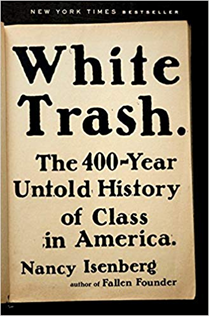 NEW YORK TIMES BESTSELLER
White
Trash.
The 400-Year
Untold History
of Class
in America.
Nancy Isenberg
author of Fallen Founder